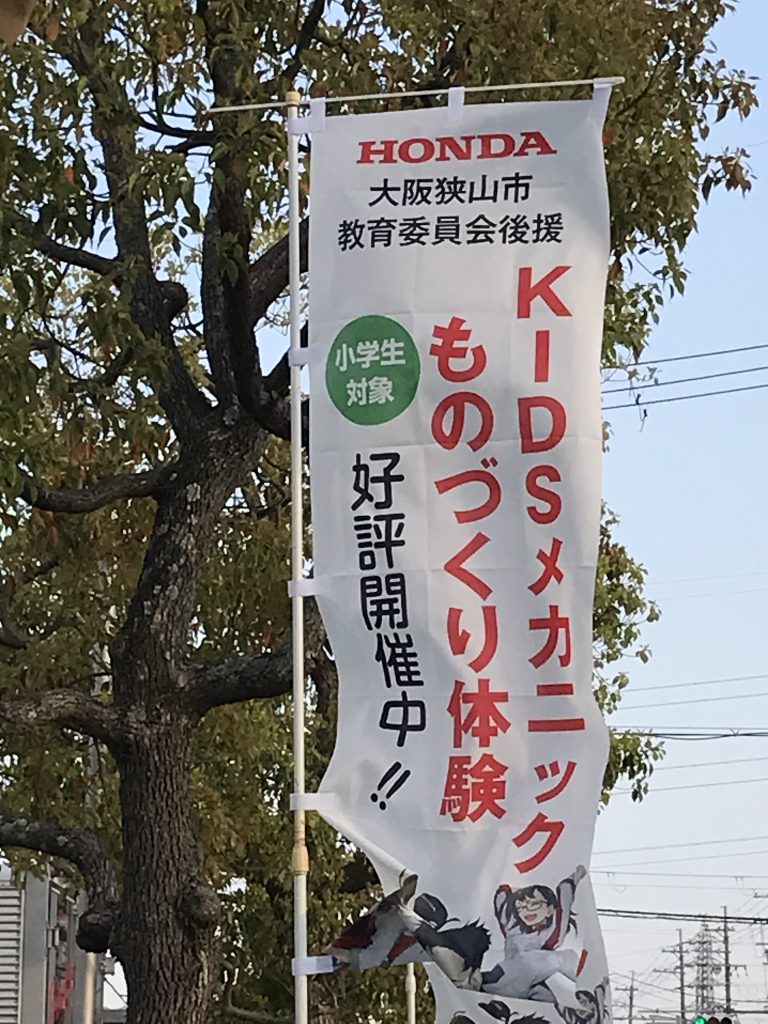 HONDA
大阪狭山市
教育委員会後援
KIDSメカニック
ものづくり体験
小学生
対象
好評開催中!!